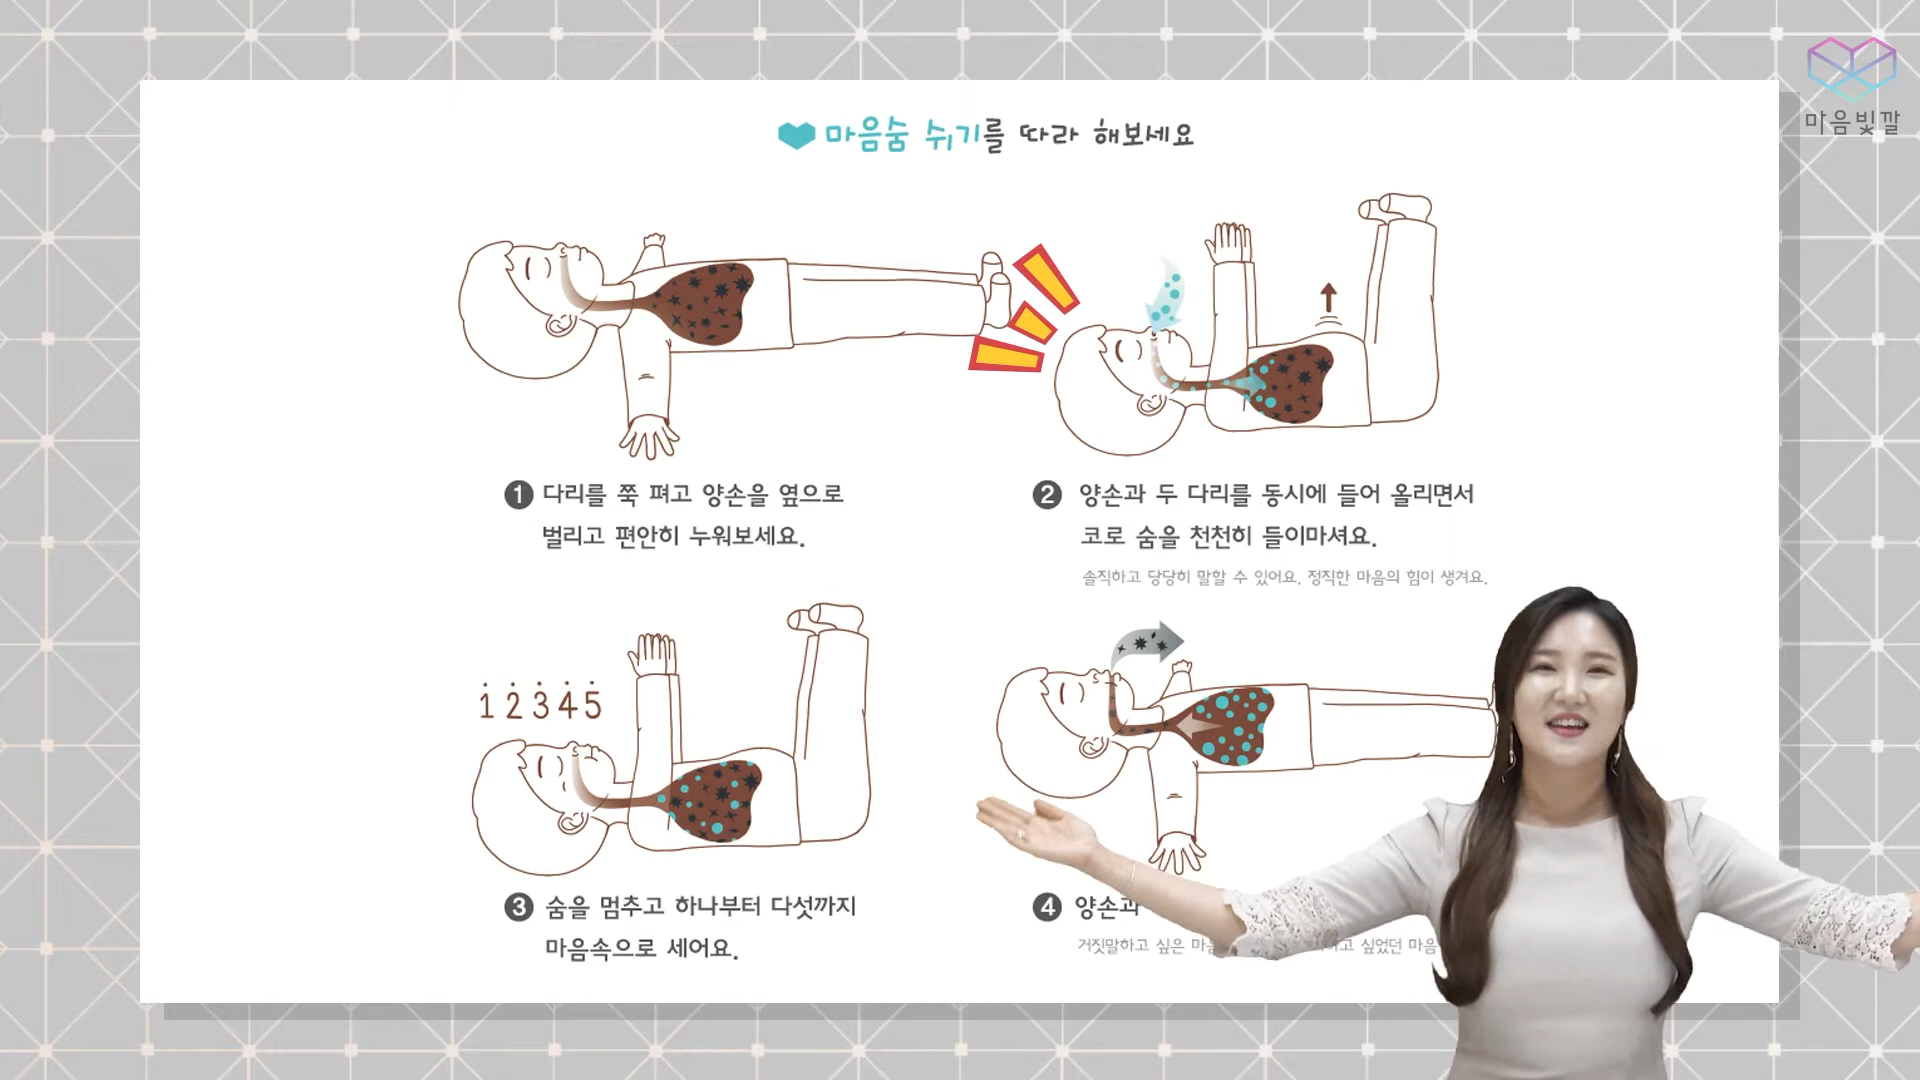 마음빛깔
마음숨 쉬기를 따라 해보세요
1 다리를 쭉 펴고 양손을 옆으로
벌리고 편안히 누워보세요.
2 양손과 두 다리를 동시에 들어 올리면서
코로 숨을 천천히 들이마셔요.
솔직하고 당당히 말할 수 있어요. 정직한 마음의 힘이 생겨요.
1 2 3 4 5
3 숨을 멈추고 하나부터 다섯까지
마음속으로 세어요.
4 양손과
거짓말하고 싶은 마음 싶었던 마음